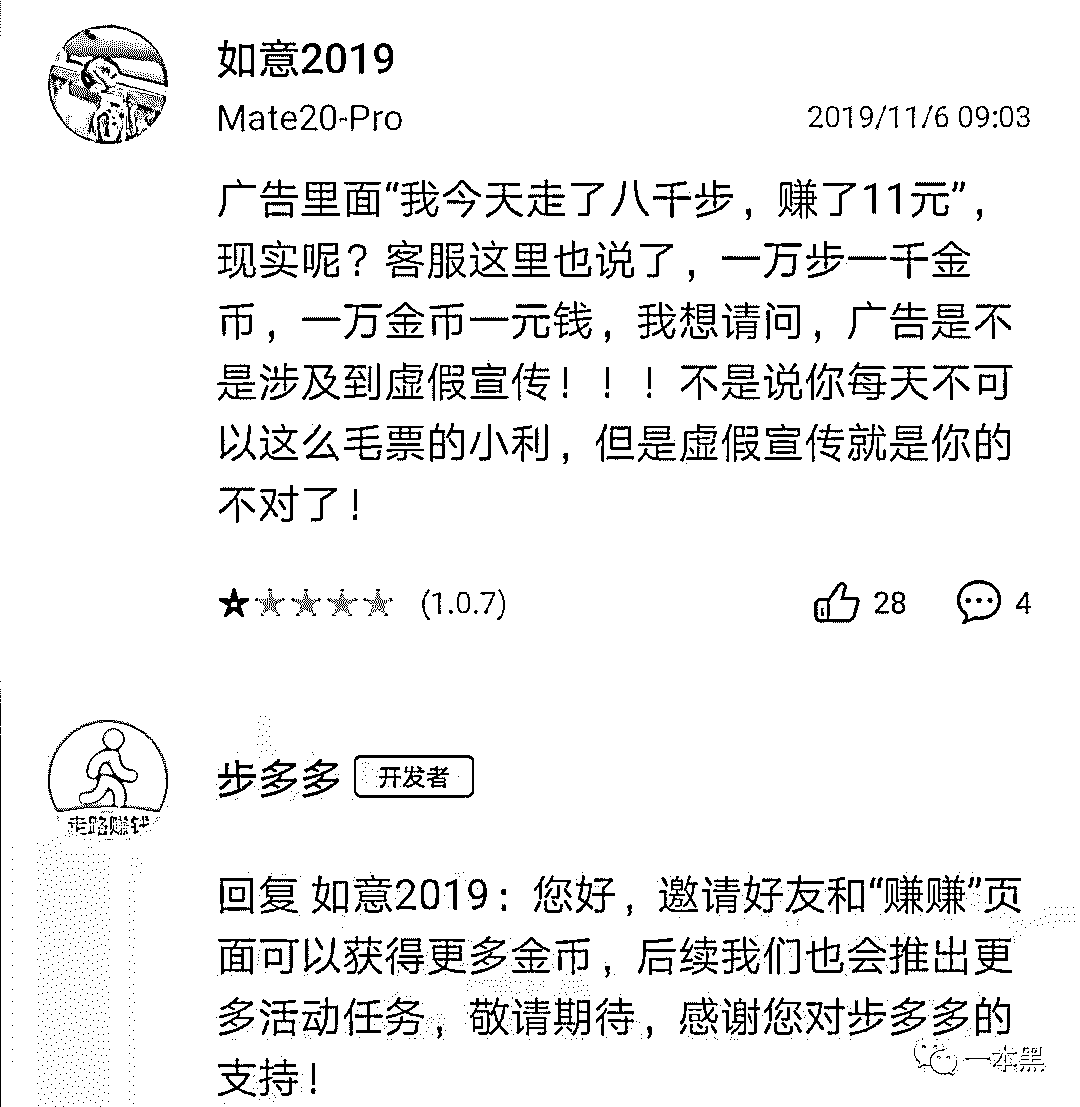 如意2019
Mate20-Pro
2019/11/6 09:03
广告里面“我今天走了八千步，赚了11元”，
现实呢？客服这里也说了，一万步一千金
币，一万金币一元钱，我想请问，广告是不
是涉及到虚假宣传！！！不是说你每天不可
以这么毛票的小利，但是虚假宣传就是你的
不对了！
(1.0.7)
28
4
走路赚钱
步多多
开发者
回复 如意2019：您好，邀请好友和“赚赚”页
面可以获得更多金币，后续我们也会推出更
多活动任务，敬请期待，感谢您对步多多的
支持！
一本黑